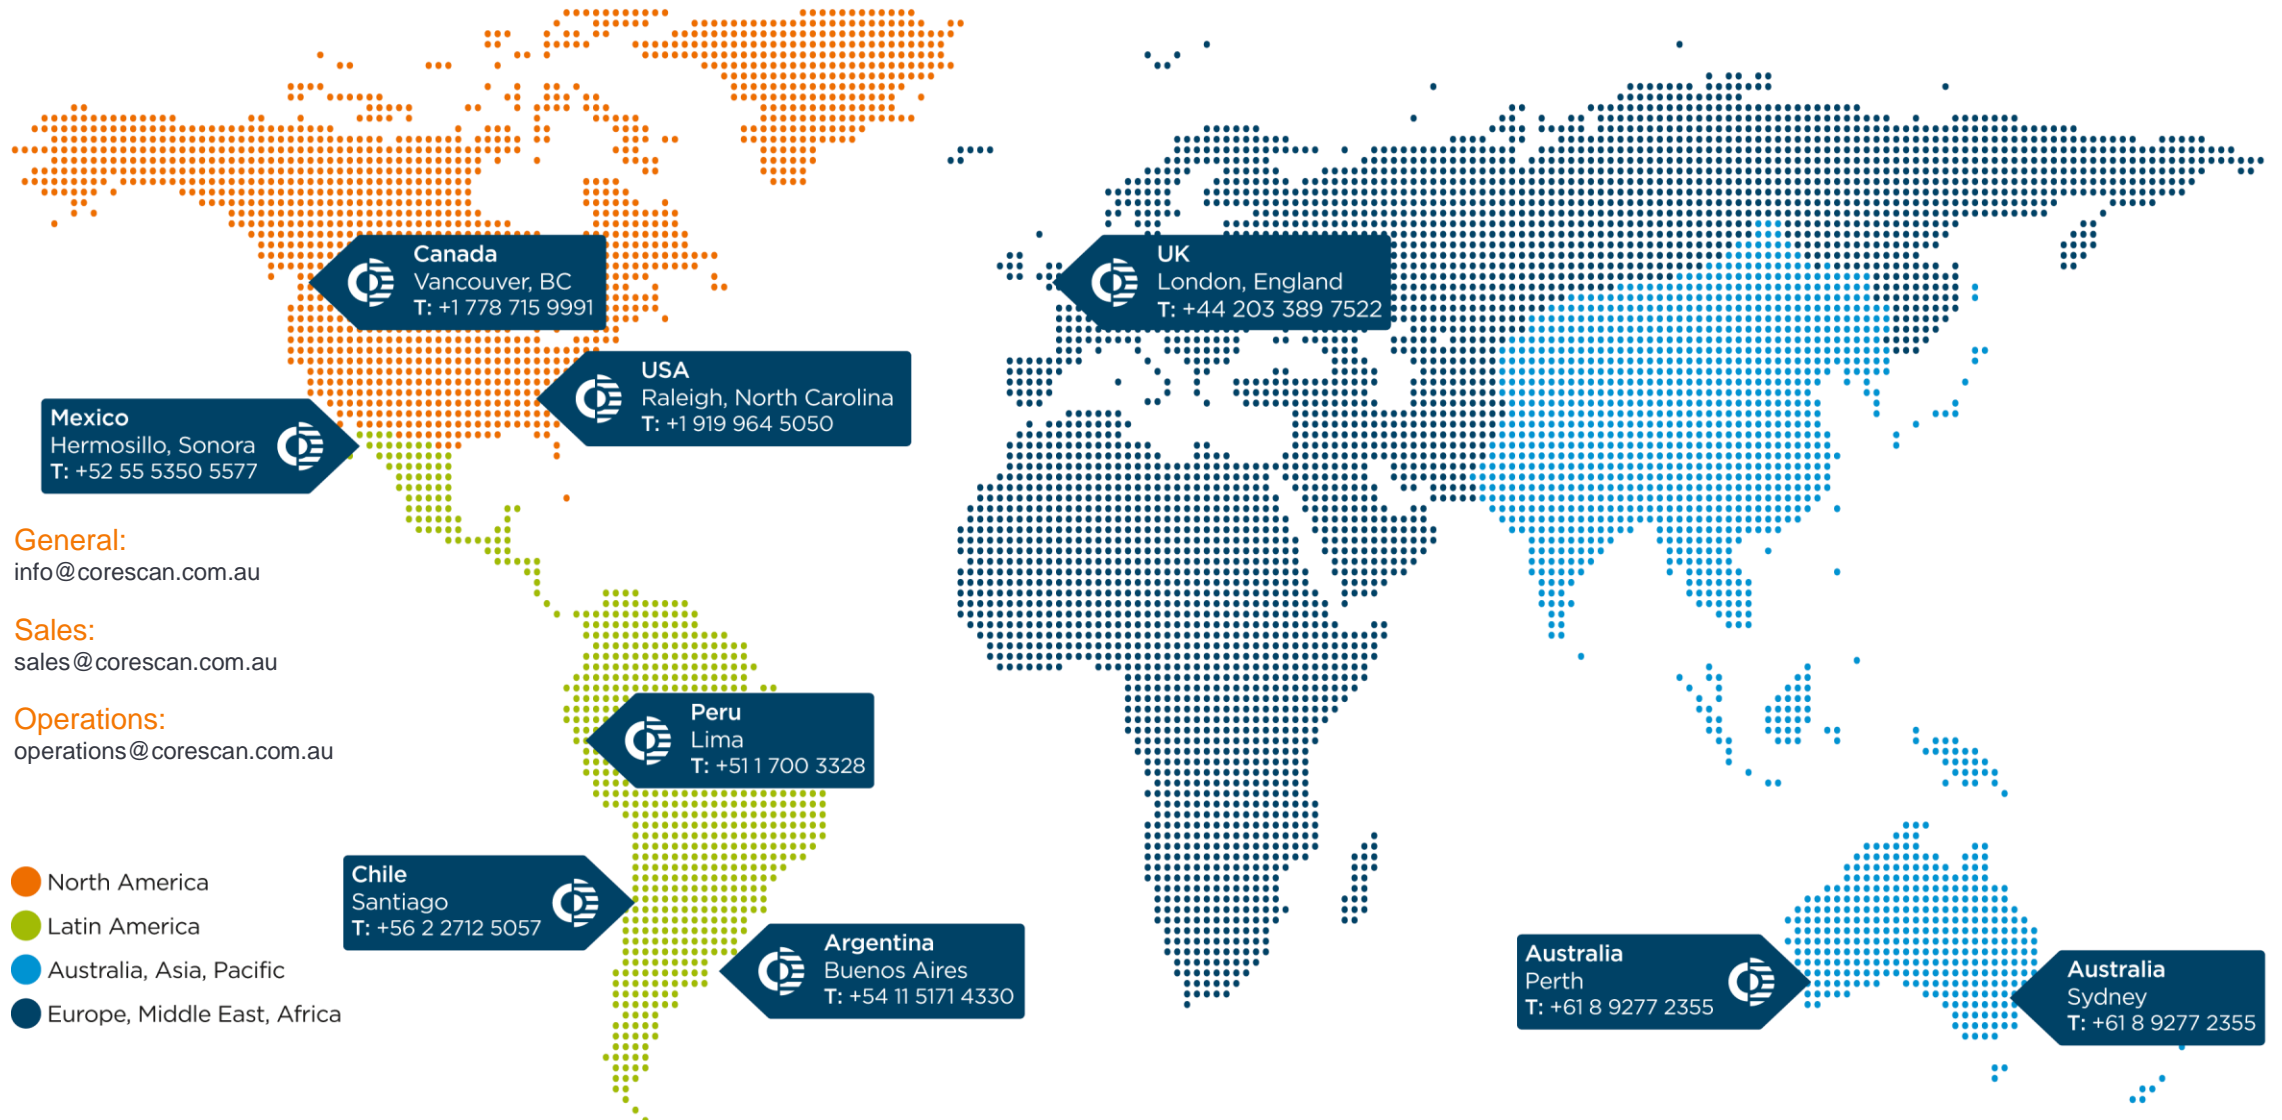 Canada
Vancouver, BC
T: +1 778 715 9991
UK
London, England
T: +44 203 389 7522
USA
Raleigh, North Carolina
T: +1 919 964 5050
Mexico
Hermosillo, Sonora
T: +52 55 5350 5577
General:
info@corescan.com.au
Sales:
sales@corescan.com.au
Operations:
operations@corescan.com.au
Peru
Lima
T: +51 1 700 3328
North America
Latin America
Australia, Asia, Pacific
Europe, Middle East, Africa
Chile
Santiago
T: +56 2 2712 5057
Argentina
Buenos Aires
T: +54 11 5171 4330
Australia
Perth
T: +61 8 9277 2355
Australia
Sydney
T: +61 8 9277 2355